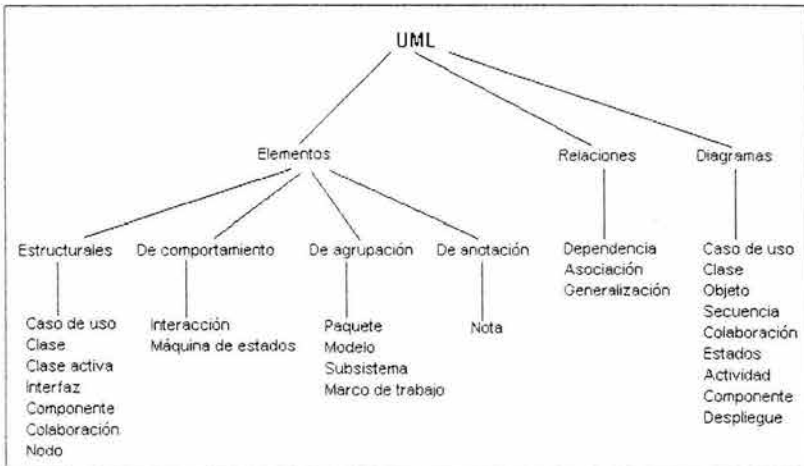 UML
Elementos
Relaciones
Diagramas
Estructurales
De comportamiento
De agrupación
De anotación
Caso de uso
Clase
Clase activa
Interfaz
Componente
Colaboración
Nodo
Interacción
Máquina de estados
Paquete
Modelo
Subsistema
Marco de trabajo
Nota
Dependencia
Asociación
Generalización
Caso de uso
Clase
Objeto
Secuencia
Colaboración
Estados
Actividad
Componente
Despliegue